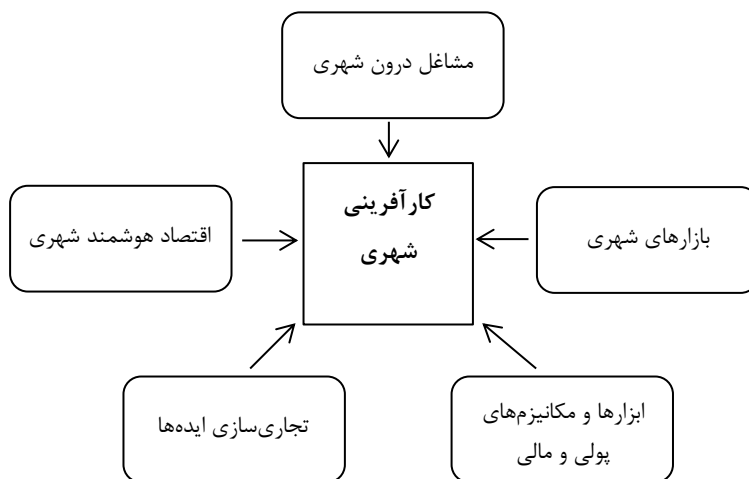 مشاغل درون شهری
کارآفرینی
شهری
بازارهای شهری
اقتصاد هوشمند شهری
ابزارها و مکانیزم‌های
پولی و مالی
تجاری‌سازی ایده‌ها